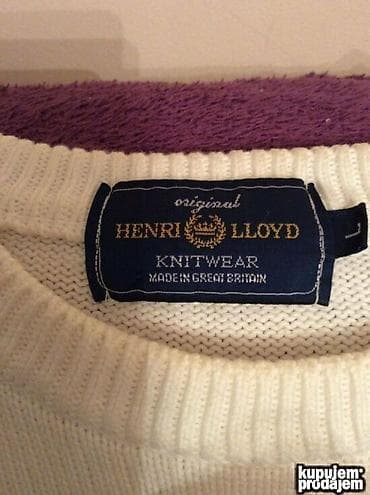 original
HENRI LLOYD
KNITWEAR
MADE IN GREAT BRITAIN
L
kupujem
prodajem